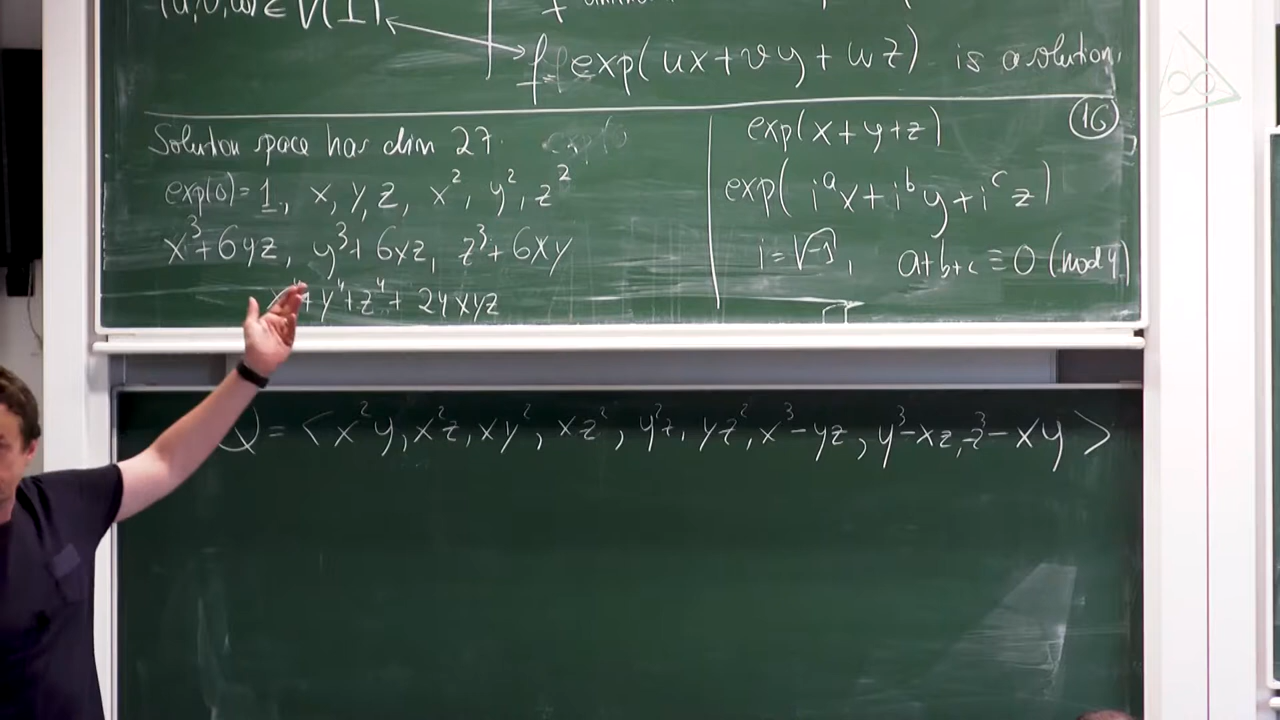 (u,v,w) ∈ V(I)
exp(ux+vy+wz) is a solution,
Solution space has dim 27.
exp(0)=1, x, y, z, x², y², z²
x³+6yz, y³+6xz, z³+6xy
x⁴+y⁴+z⁴+ 24xyz
exp(x+y+z)
(16)
exp(iᵃx+iᵇy+iᶜz)
i=√-1, a+b+c ≡ 0 (mod 4)
Q = <x²y, x²z, xy², xz², y²z, yz², x³-yz, y³-xz, z³-xy>